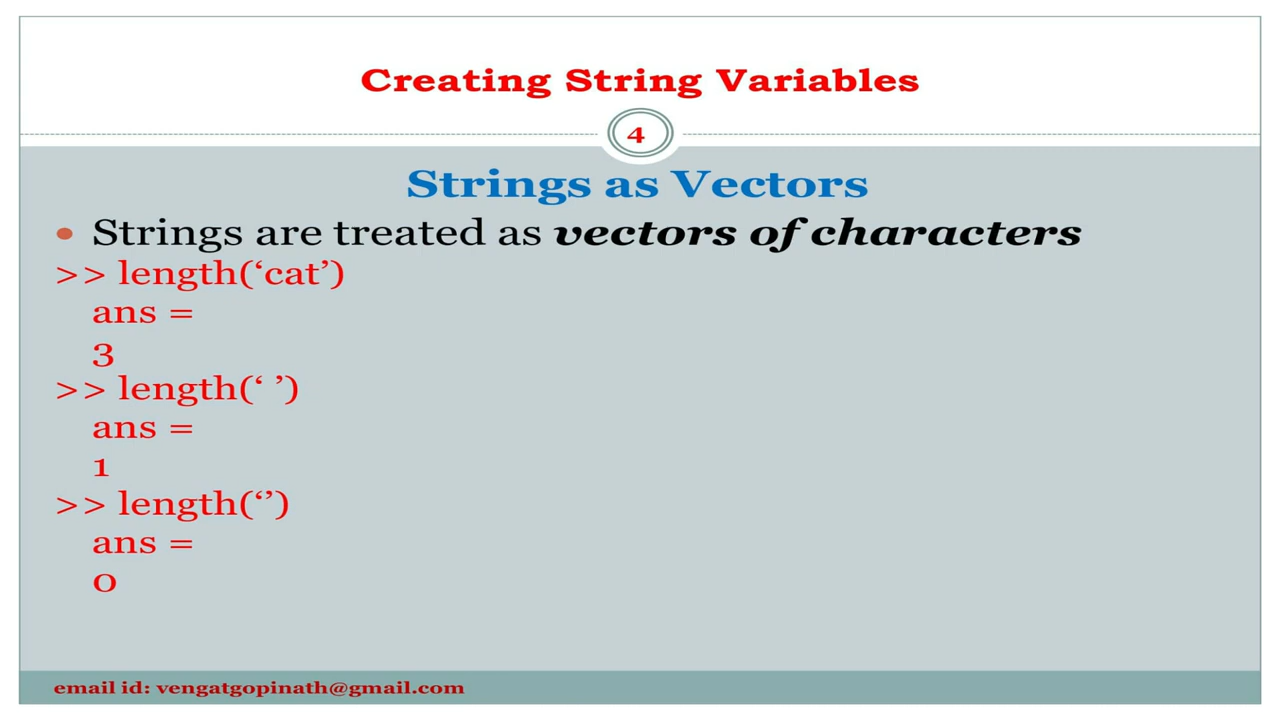 Creating String Variables
4
Strings as Vectors
• Strings are treated as vectors of characters
>> length(‘cat’)
ans =
3
>> length(‘ ’)
ans =
1
>> length(‘’)
ans =
0
email id: vengatgopinath@gmail.com